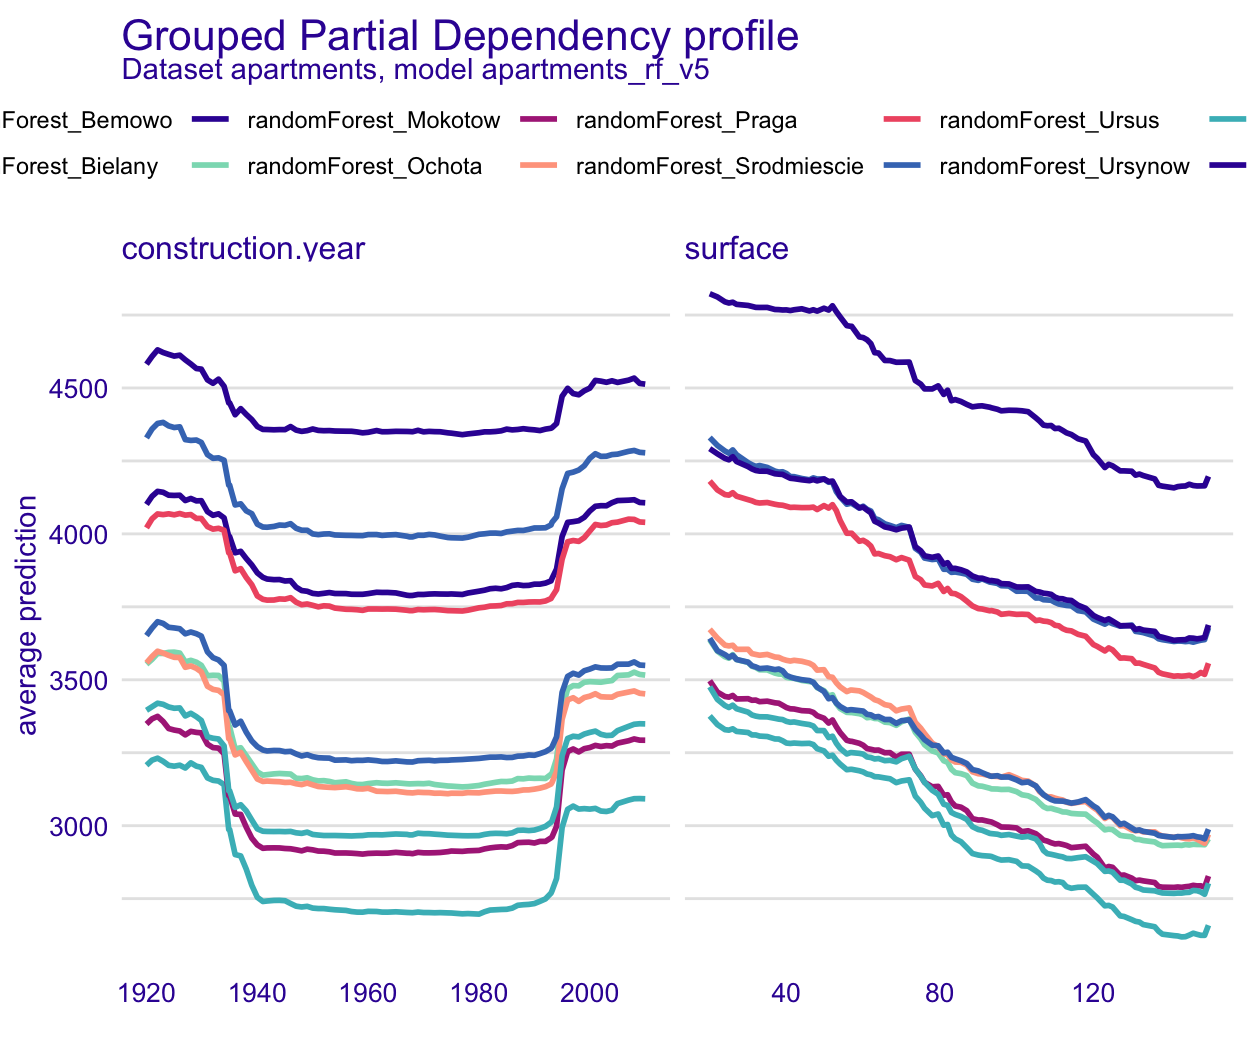 Grouped Partial Dependency profile
Dataset apartments, model apartments_rf_v5
Forest_Bemowo randomForest_Mokotow randomForest_Praga randomForest_Ursus
Forest_Bielany randomForest_Ochota randomForest_Srodmiescie randomForest_Ursynow
construction.year surface
average prediction
4500
4000
3500
3000
1920 1940 1960 1980 2000 40 80 120